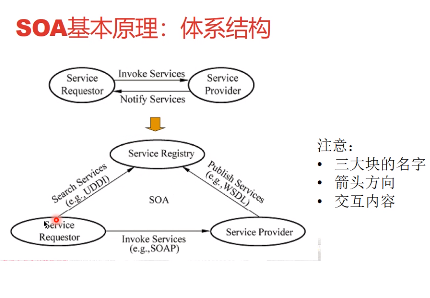 SOA基本原理：体系结构
Service
Requestor
Invoke Services
Notify Services
Service
Provider
Service Registry
Search Services
(e.g., UDDI)
Publish Services
(e.g., WSDL)
SOA
Service
Requestor
Invoke Services
(e.g.,SOAP)
Service Provider
注意：
• 三大块的名字
• 箭头方向
• 交互内容